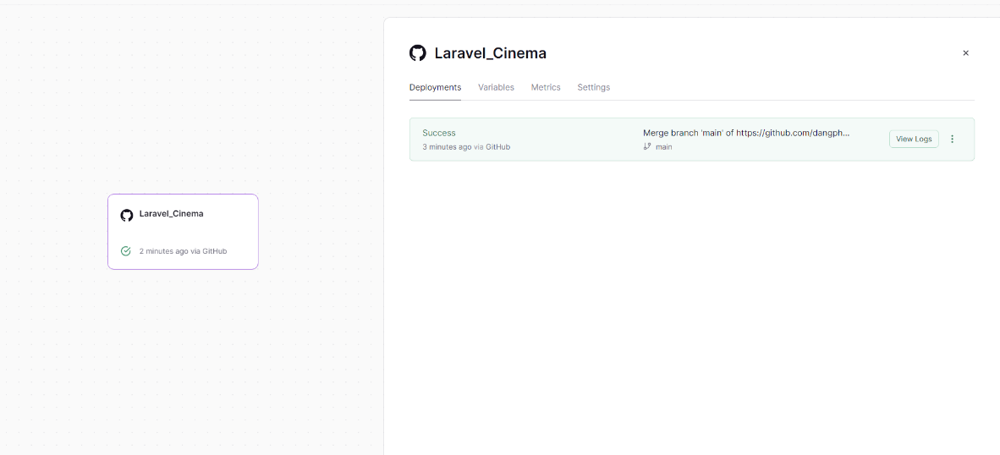 Laravel_Cinema
Deployments Variables Metrics Settings
Success
3 minutes ago via GitHub
Merge branch 'main' of https://github.com/dangph...
main
View Logs
Laravel_Cinema
2 minutes ago via GitHub